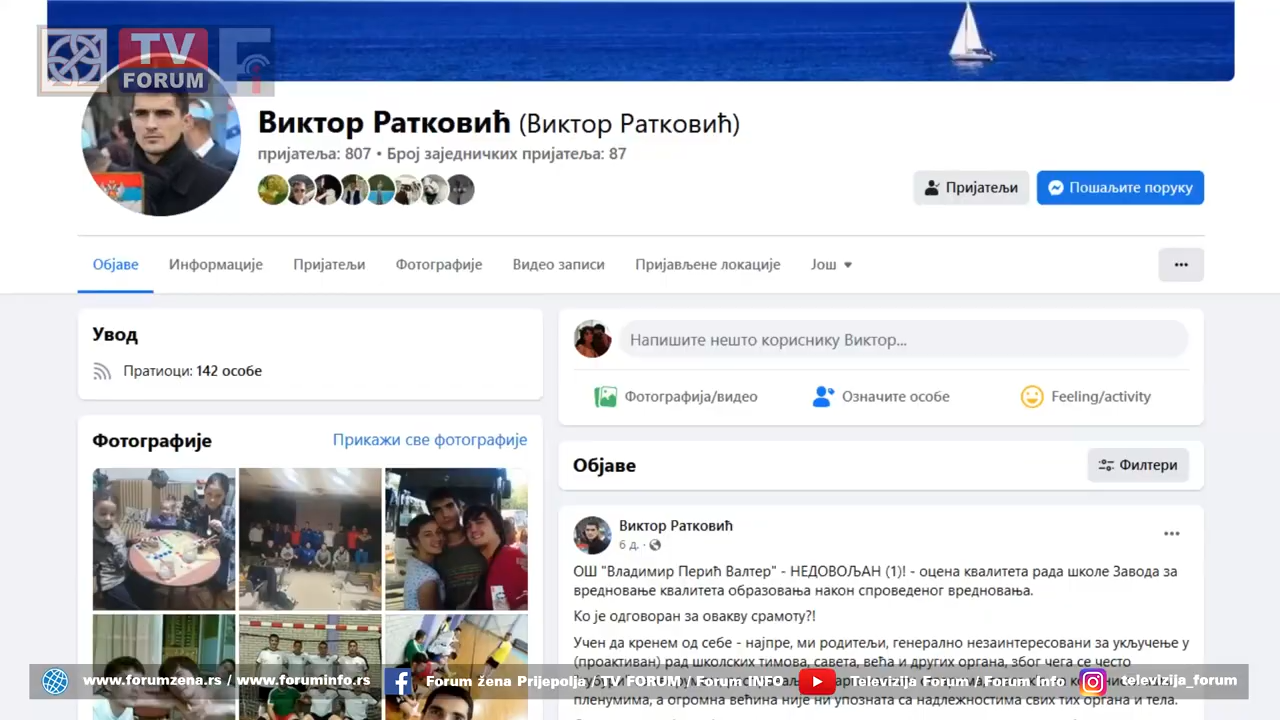 TV
FORUM
Виктор Ратковић (Виктор Ратковић)
пријатеља: 807 • Број заједничких пријатеља: 87
Пријатељи
Пошаљите поруку
Објаве
Информације
Пријатељи
Фотографије
Видео записи
Пријављене локације
Још
Увод
Пратиоци: 142 особе
Фотографије
Прикажи све фотографије
Напишите нешто кориснику Виктор...
Фотографија/видео
Означите особе
Feeling/activity
Објаве
Филтери
Виктор Ратковић
6 д. ·
ОШ "Владимир Перић Валтер" - НЕДОВОЉАН (1)! - оцена квалитета рада школе Завода за
вредновање квалитета образовања након спроведеног вредновања.
Ко је одговоран за овакву срамоту?!
Учен да кренем од себе - најпре, ми родитељи, генерално незаинтересовани за укључење у
(проактиван) рад школских тимова, савета, већа и других органа, због чега се често
пленумима, а огромна већина није ни упозната са надлежностима свих тих органа и тела.
www.forumzena.rs / www.foruminfo.rs
Forum žena Prijepolja / TV FORUM / Forum INFO
Televizija Forum / Forum Info
televizija_forum